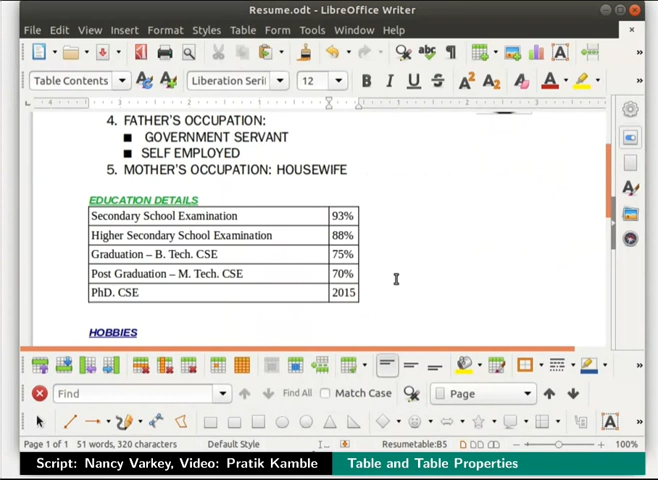 Resume.odt - LibreOffice Writer
File Edit View Insert Format Styles Table Form Tools Window Help
Table Contents Liberation Seri 12
4. FATHER'S OCCUPATION:
■ GOVERNMENT SERVANT
■ SELF EMPLOYED
5. MOTHER'S OCCUPATION: HOUSEWIFE
EDUCATION DETAILS
Secondary School Examination 93%
Higher Secondary School Examination 88%
Graduation – B. Tech. CSE 75%
Post Graduation – M. Tech. CSE 70%
PhD. CSE 2015
HOBBIES
Find Find All Match Case Page
Page 1 of 1 51 words, 320 characters Default Style Resumetable:B5 100%
Script: Nancy Varkey, Video: Pratik Kamble Table and Table Properties